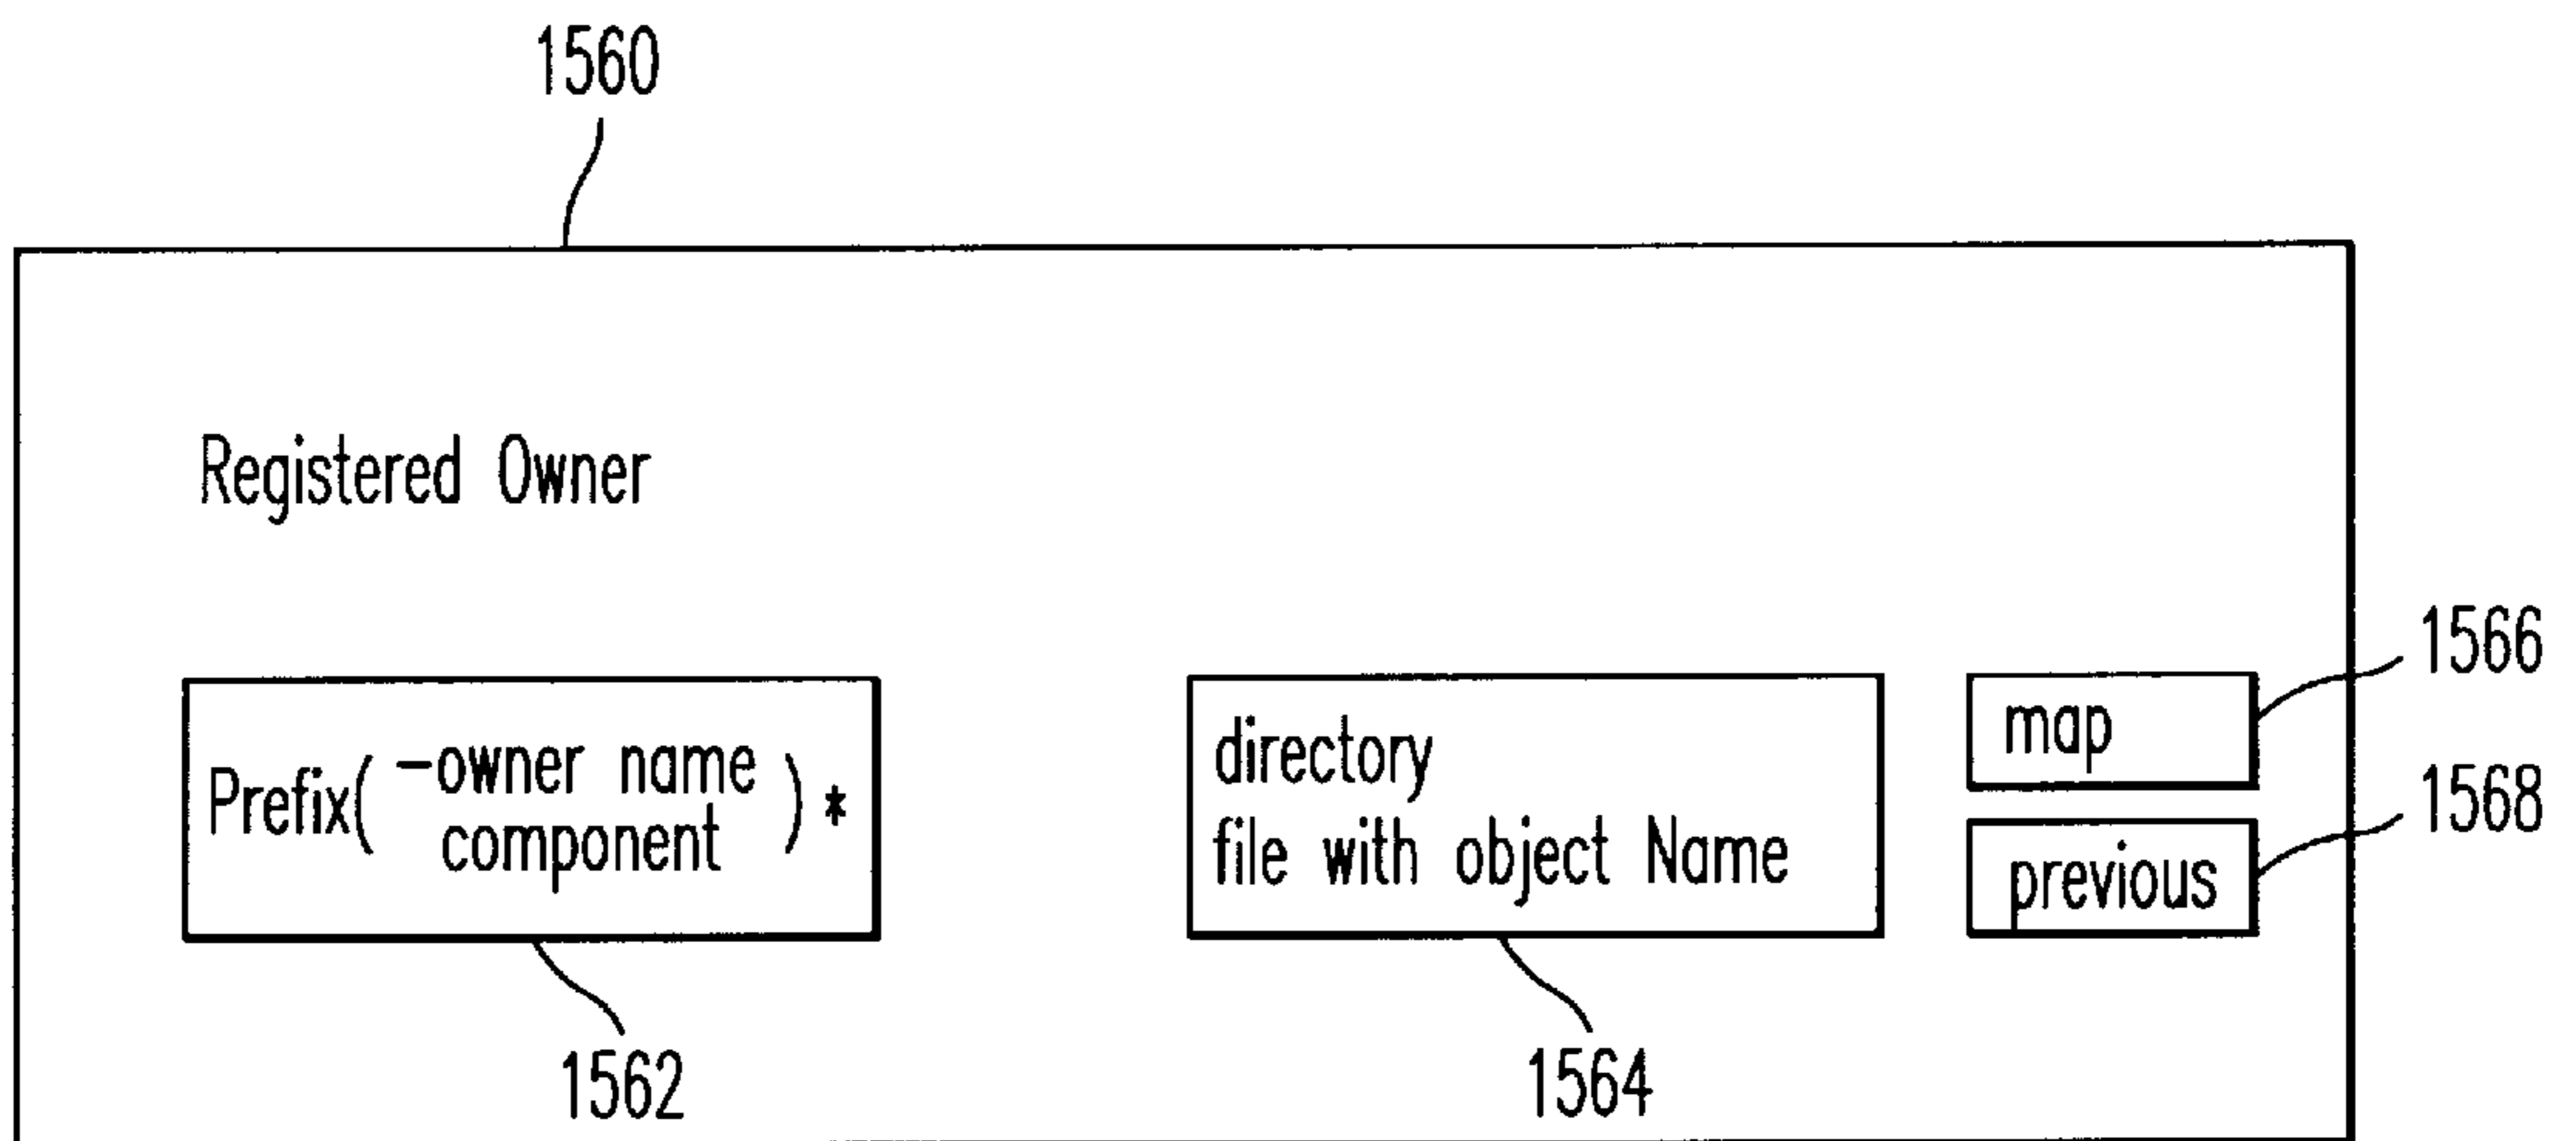 1560
Registered Owner
1566
map
Prefix( -owner name component )*
directory
file with object Name
1568
previous
1562
1564